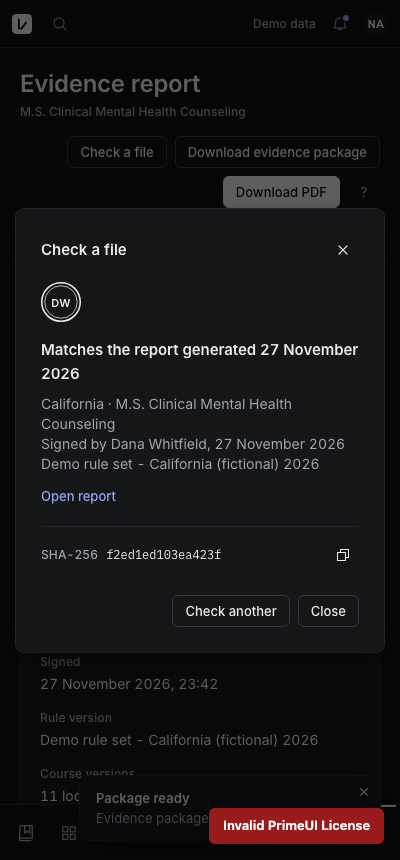 Demo data
NA
Evidence report
M.S. Clinical Mental Health Counseling
Check a file
Download evidence package
Download PDF
?
Check a file
DW
Matches the report generated 27 November
2026
California · M.S. Clinical Mental Health
Counseling
Signed by Dana Whitfield, 27 November 2026
Demo rule set - California (fictional) 2026
Open report
SHA-256 f2ed1ed103ea423f
Check another
Close
Signed
27 November 2026, 23:42
Rule version
Demo rule set - California (fictional) 2026
Course versions
11
Package ready
Evidence package
Invalid PrimeUI License